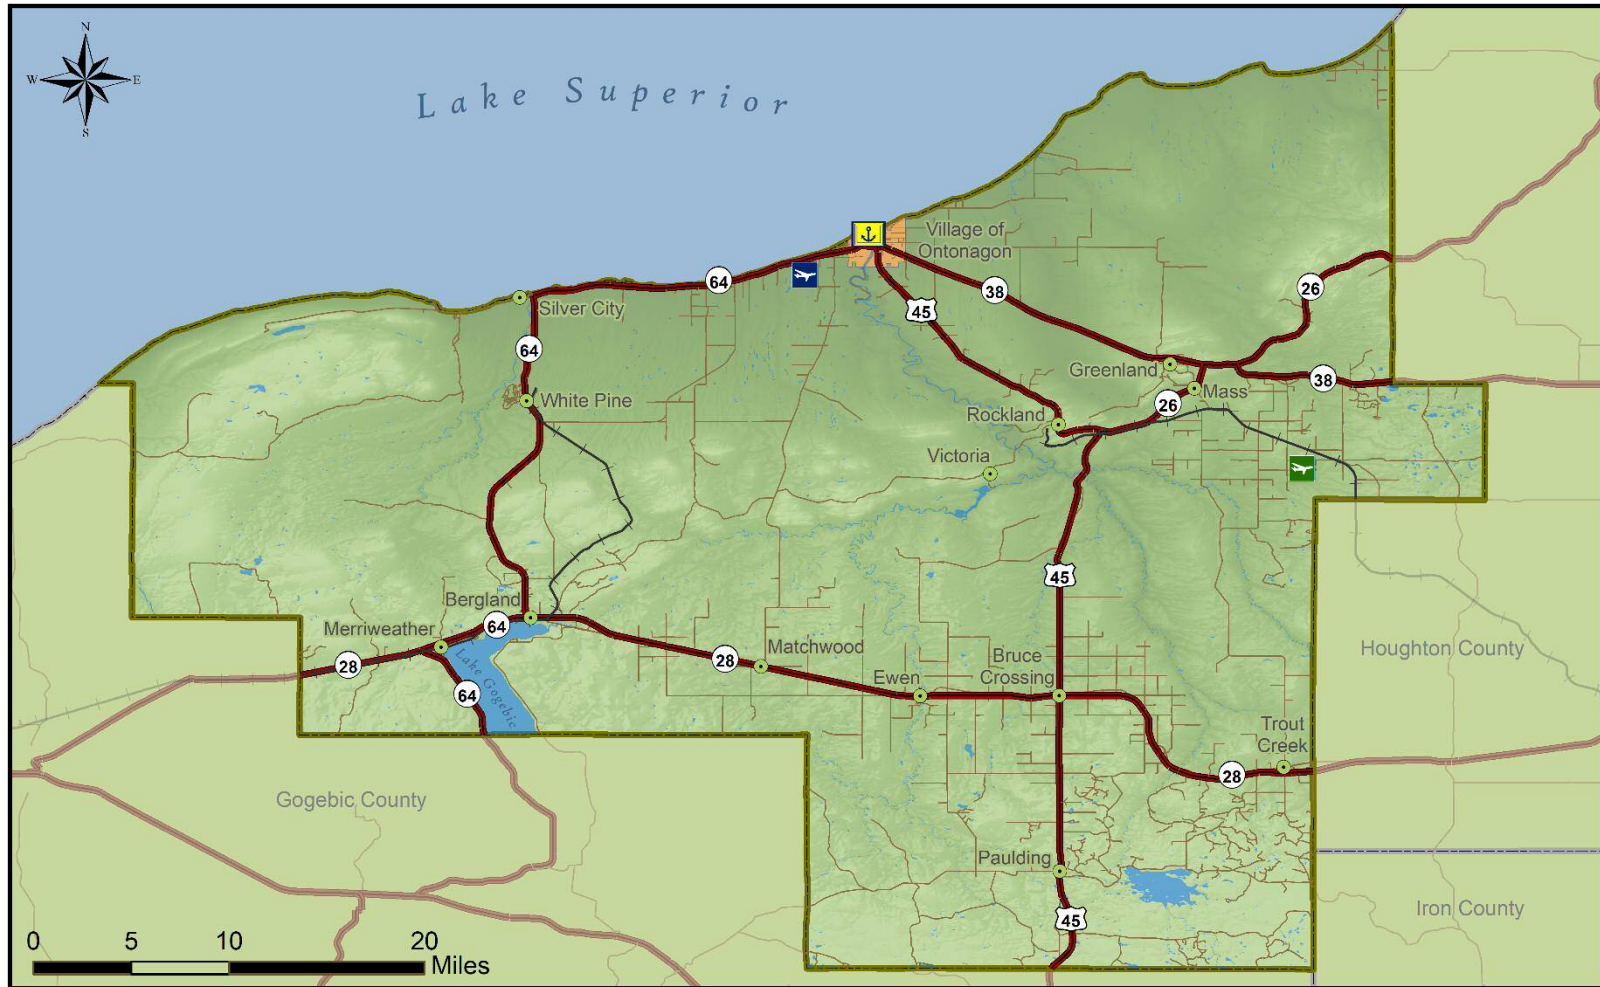 N
W E
S
Lake Superior
Village of
Ontonagon
64
38
45
26
Silver City
64
Greenland
38
Mass
White Pine
26
Rockland
Victoria
45
Bergland
64
Merriweather
28
Matchwood
28
Bruce
Crossing
Ewen
Lake Gogebic
64
Houghton County
Trout
Creek
28
Gogebic County
Paulding
45
Iron County
0 5 10 20
Miles